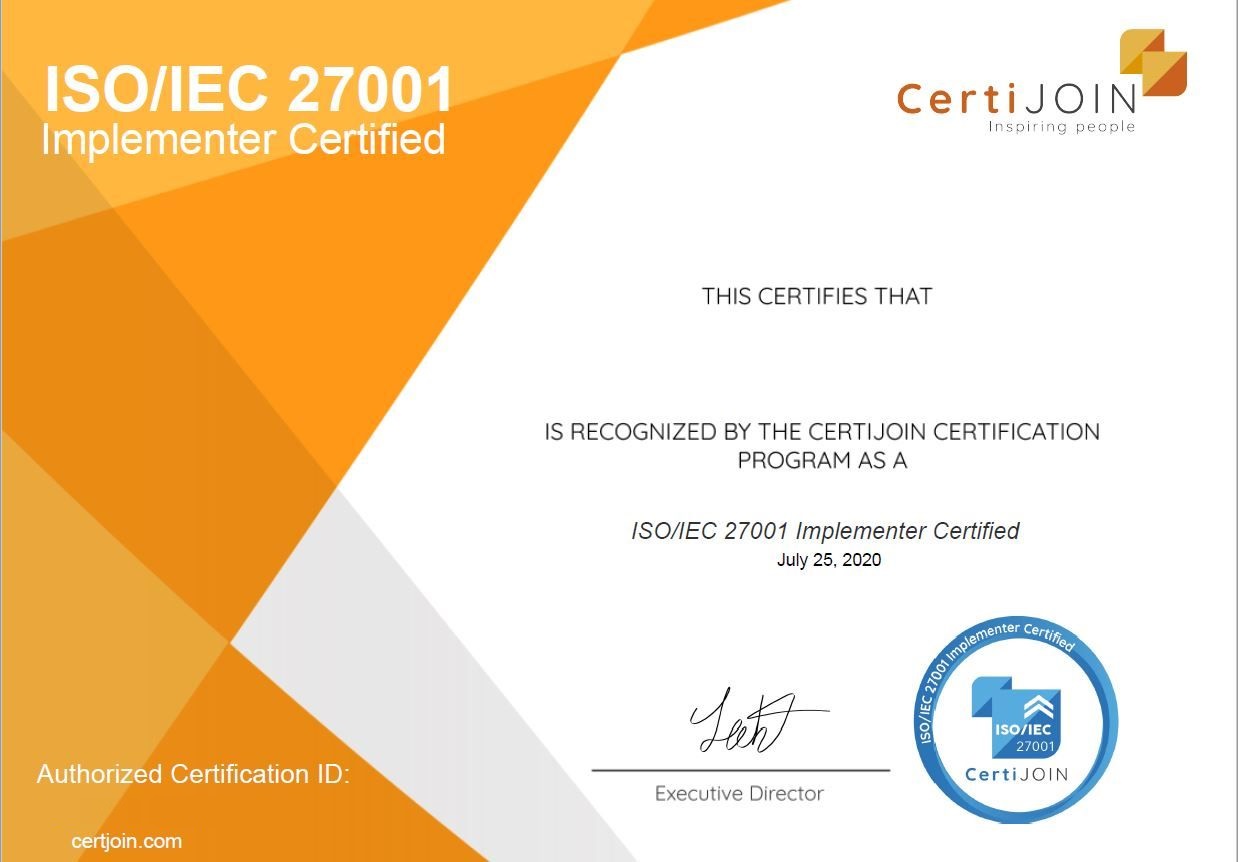 ISO/IEC 27001
Implementer Certified
CertiJOIN
Inspiring people
THIS CERTIFIES THAT
IS RECOGNIZED BY THE CERTIJOIN CERTIFICATION
PROGRAM AS A
ISO/IEC 27001 Implementer Certified
July 25, 2020
Executive Director
ISO/IEC 27001 Implementer Certified
ISO/IEC
27001
CertiJOIN
Authorized Certification ID:
certjoin.com